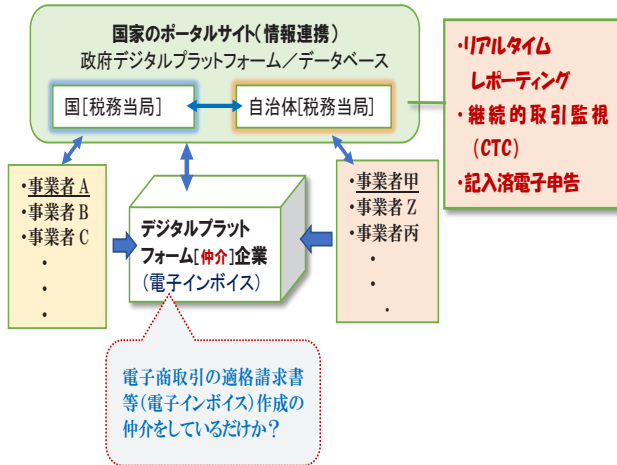 国家のポータルサイト(情報連携)
政府デジタルプラットフォーム／データベース
国[税務当局]
自治体[税務当局]
・リアルタイム
レポーティング
・継続的取引監視
(CTC)
・記入済電子申告
・事業者A
・事業者B
・事業者C
・
・
・
デジタルプラット
フォーム[仲介]企業
(電子インボイス)
・事業者甲
・事業者Z
・事業者丙
・
・
・
電子商取引の適格請求書
等(電子インボイス)作成の
仲介をしているだけか？